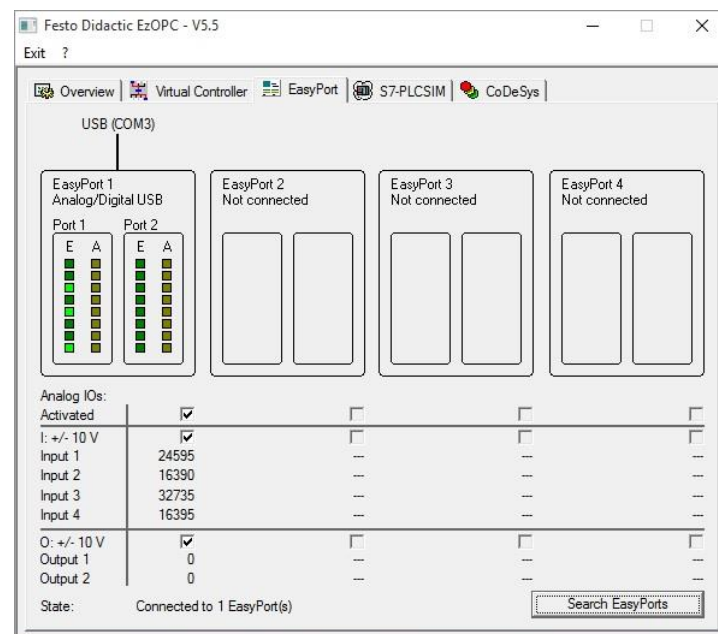 Festo Didactic EzOPC - V5.5
Exit ?
Overview Virtual Controller EasyPort S7-PLCSIM CoDeSys
USB (COM3)
EasyPort 1 EasyPort 2 EasyPort 3 EasyPort 4
Analog/Digital USB Not connected Not connected Not connected
Port 1 Port 2
E A E A
Analog IOs:
Activated
I: +/- 10 V
Input 1 24595 --- --- ---
Input 2 16390 --- --- ---
Input 3 32735 --- --- ---
Input 4 16395 --- --- ---
O: +/- 10 V
Output 1 0 --- --- ---
Output 2 0 --- --- ---
State: Connected to 1 EasyPort(s) Search EasyPorts